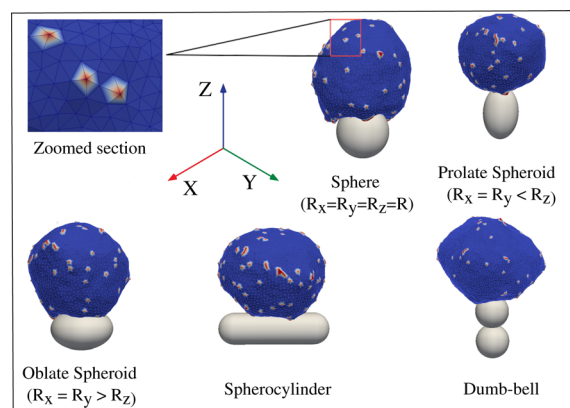 Zoomed section
Z
X
Y
Sphere
(Rx=Ry=Rz=R)
Prolate Spheroid
(Rx = Ry < Rz)
Oblate Spheroid
(Rx = Ry > Rz)
Spherocylinder
Dumb-bell